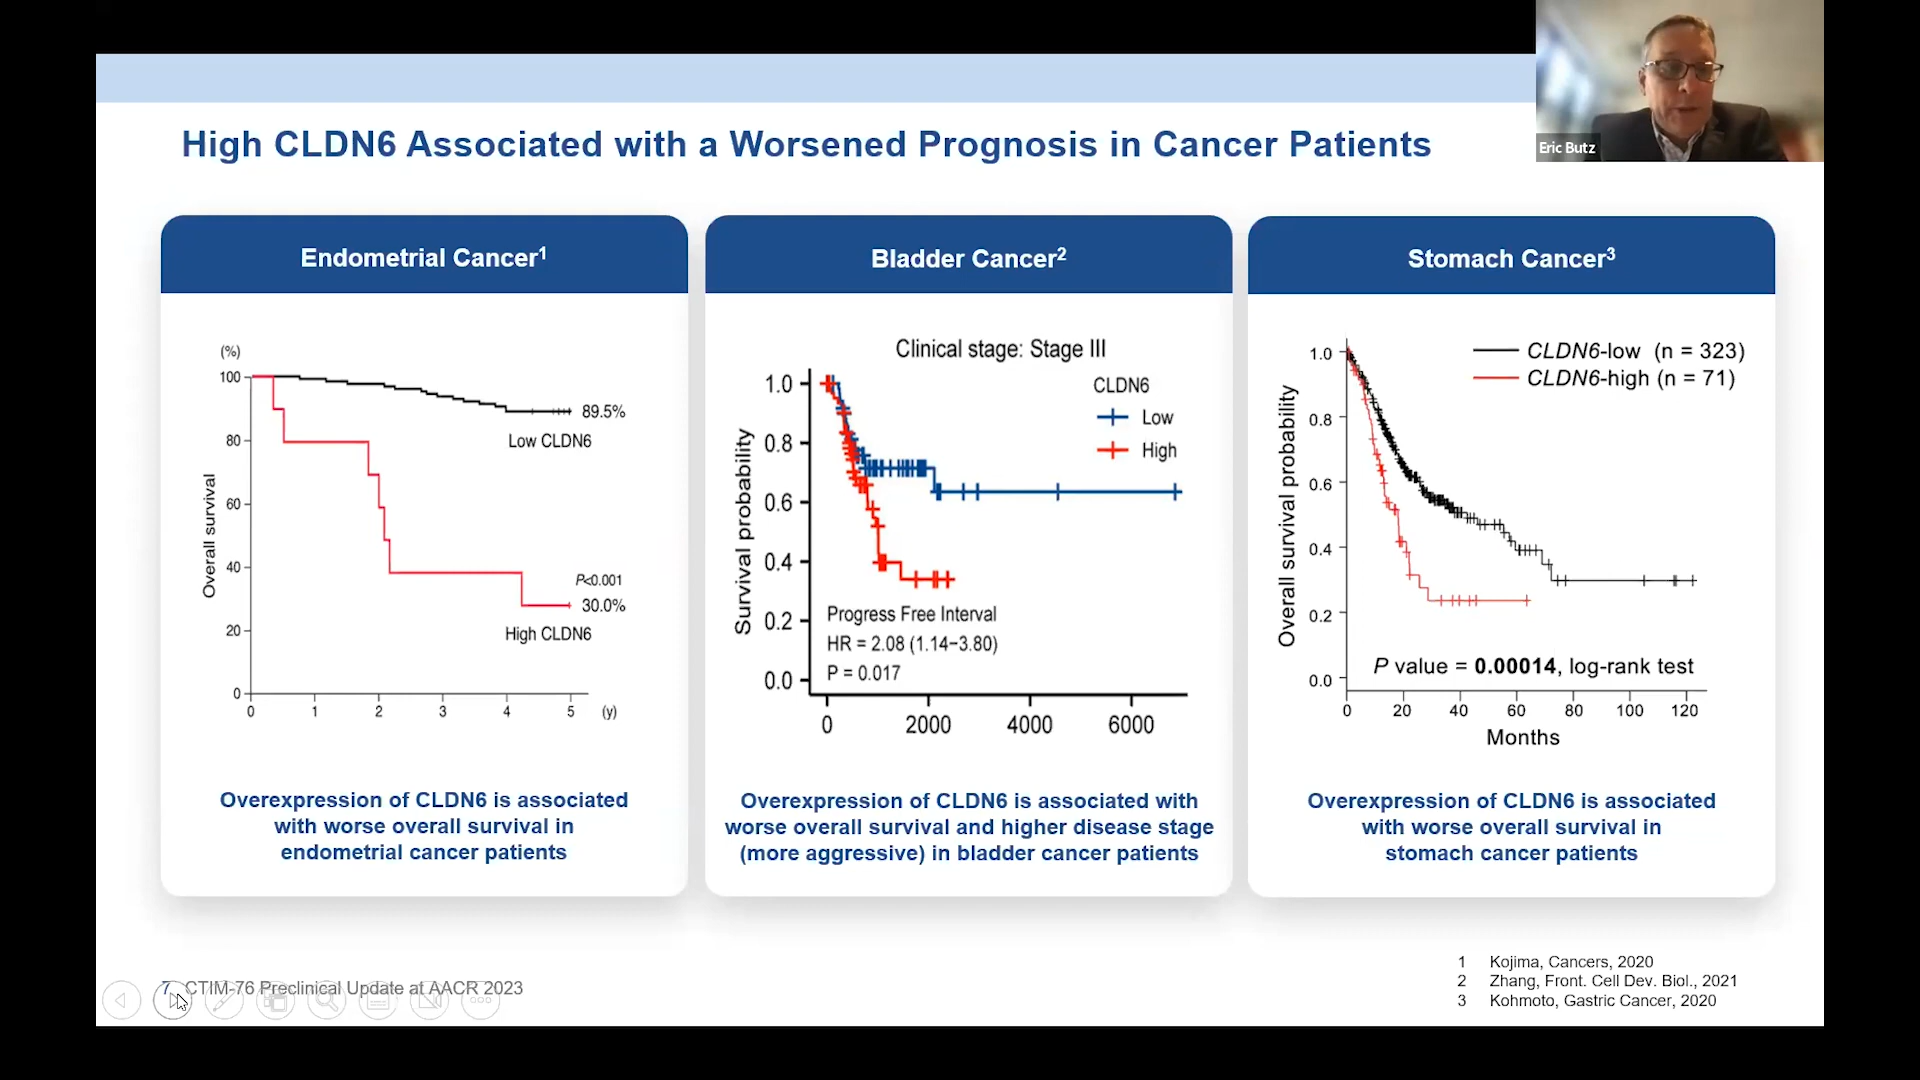 High CLDN6 Associated with a Worsened Prognosis in Cancer Patients
Eric Butz
Endometrial Cancer1
(%)
100
80
60
40
20
0
Overall survival
89.5%
Low CLDN6
P<0.001
30.0%
High CLDN6
0 1 2 3 4 5 (y)
Overexpression of CLDN6 is associated
with worse overall survival in
endometrial cancer patients
Bladder Cancer2
Clinical stage: Stage III
CLDN6
Low
High
1.0
0.8
0.6
0.4
0.2
0.0
Survival probability
Progress Free Interval
HR = 2.08 (1.14−3.80)
P = 0.017
0 2000 4000 6000
Overexpression of CLDN6 is associated with
worse overall survival and higher disease stage
(more aggressive) in bladder cancer patients
Stomach Cancer3
CLDN6-low (n = 323)
CLDN6-high (n = 71)
1.0
0.8
0.6
0.4
0.2
0.0
Overall survival probability
P value = 0.00014, log-rank test
0 20 40 60 80 100 120
Months
Overexpression of CLDN6 is associated
with worse overall survival in
stomach cancer patients
1 Kojima, Cancers, 2020
2 Zhang, Front. Cell Dev. Biol., 2021
3 Kohmoto, Gastric Cancer, 2020
7 CTIM-76 Preclinical Update at AACR 2023